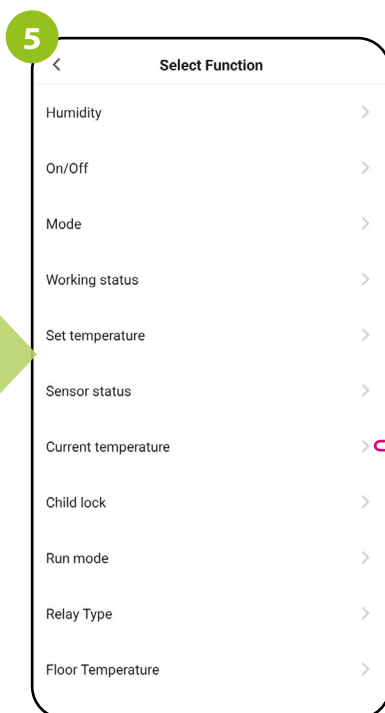 5
Select Function
Humidity
On/Off
Mode
Working status
Set temperature
Sensor status
Current temperature
Child lock
Run mode
Relay Type
Floor Temperature